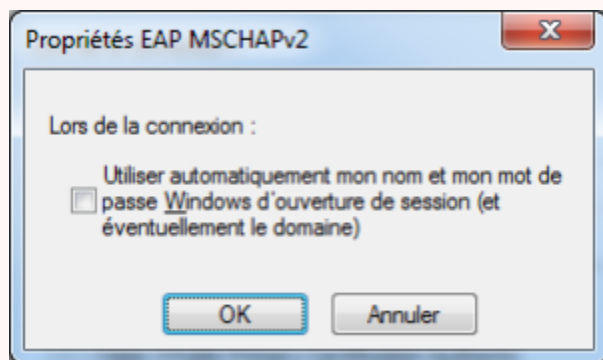 Propriétés EAP MSCHAPv2
Lors de la connexion :
Utiliser automatiquement mon nom et mon mot de
passe Windows d'ouverture de session (et
éventuellement le domaine)
OK
Annuler